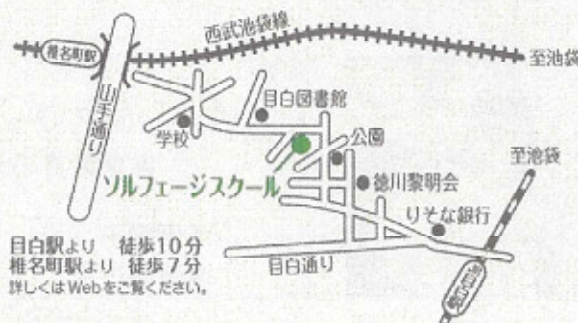 西武池袋線
椎名町駅
至池袋
山手通り
目白図書館
学校
公園
至池袋
ソルフェージスクール
徳川黎明会
りそな銀行
目白駅より 徒歩10分
椎名町駅より 徒歩7分
詳しくはWebをご覧ください。
目白通り
目白駅